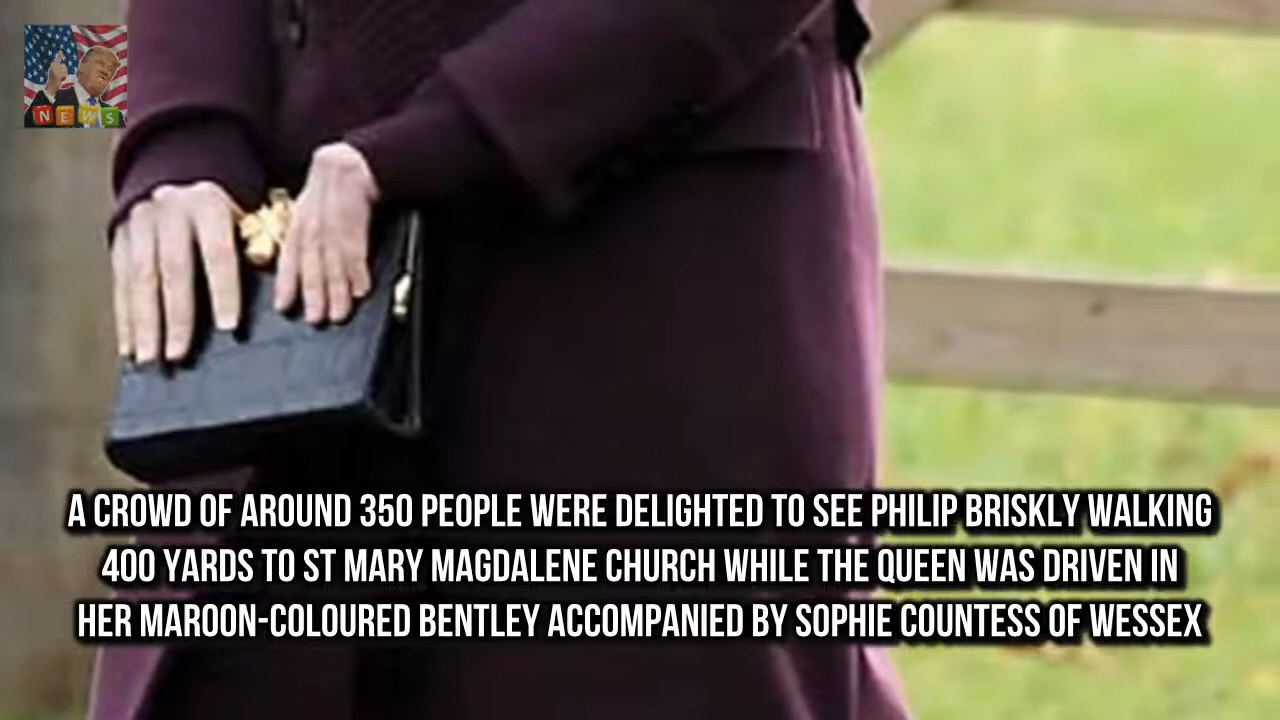 NEWS
A CROWD OF AROUND 350 PEOPLE WERE DELIGHTED TO SEE PHILIP BRISKLY WALKING
400 YARDS TO ST MARY MAGDALENE CHURCH WHILE THE QUEEN WAS DRIVEN IN
HER MAROON-COLOURED BENTLEY ACCOMPANIED BY SOPHIE COUNTESS OF WESSEX